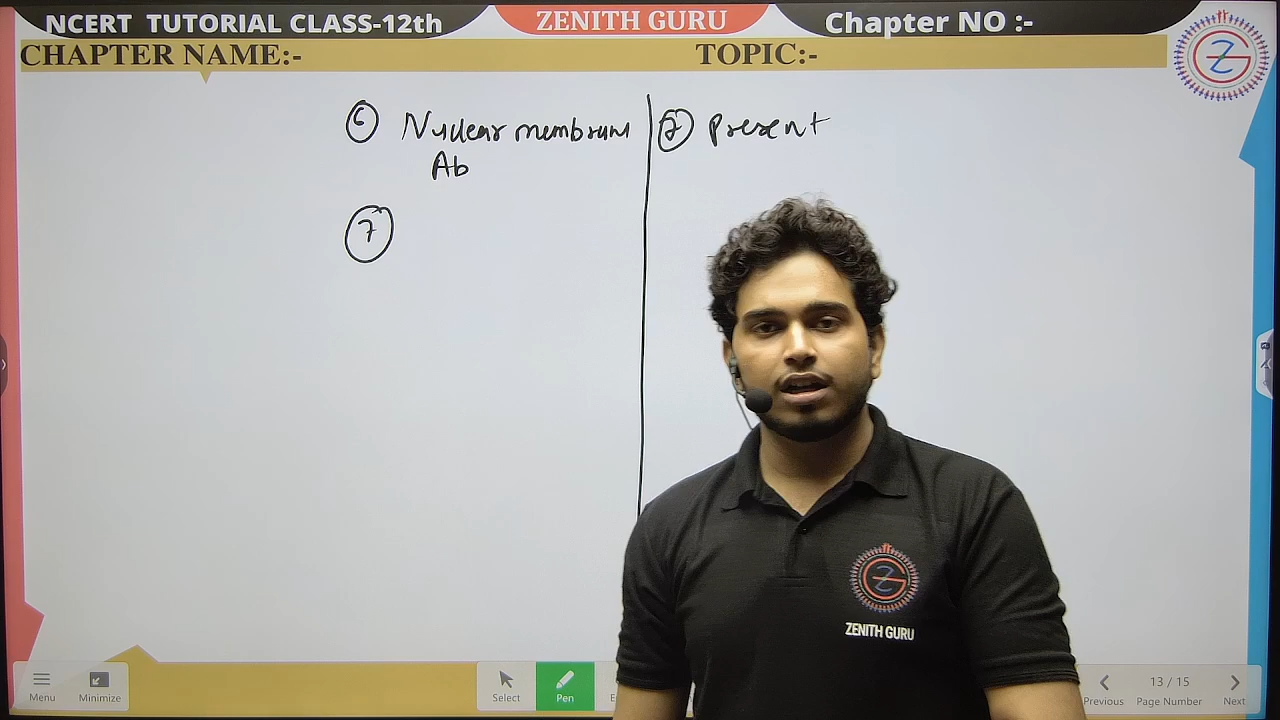 NCERT TUTORIAL CLASS-12th
ZENITH GURU
Chapter NO :-
CHAPTER NAME:-
TOPIC:-
⑥ Nuclear membrane
Ab
⑦ Present
⑦
ZENITH GURU
Menu
Minimize
Select
Pen
Previous
13 / 15
Page Number
Next